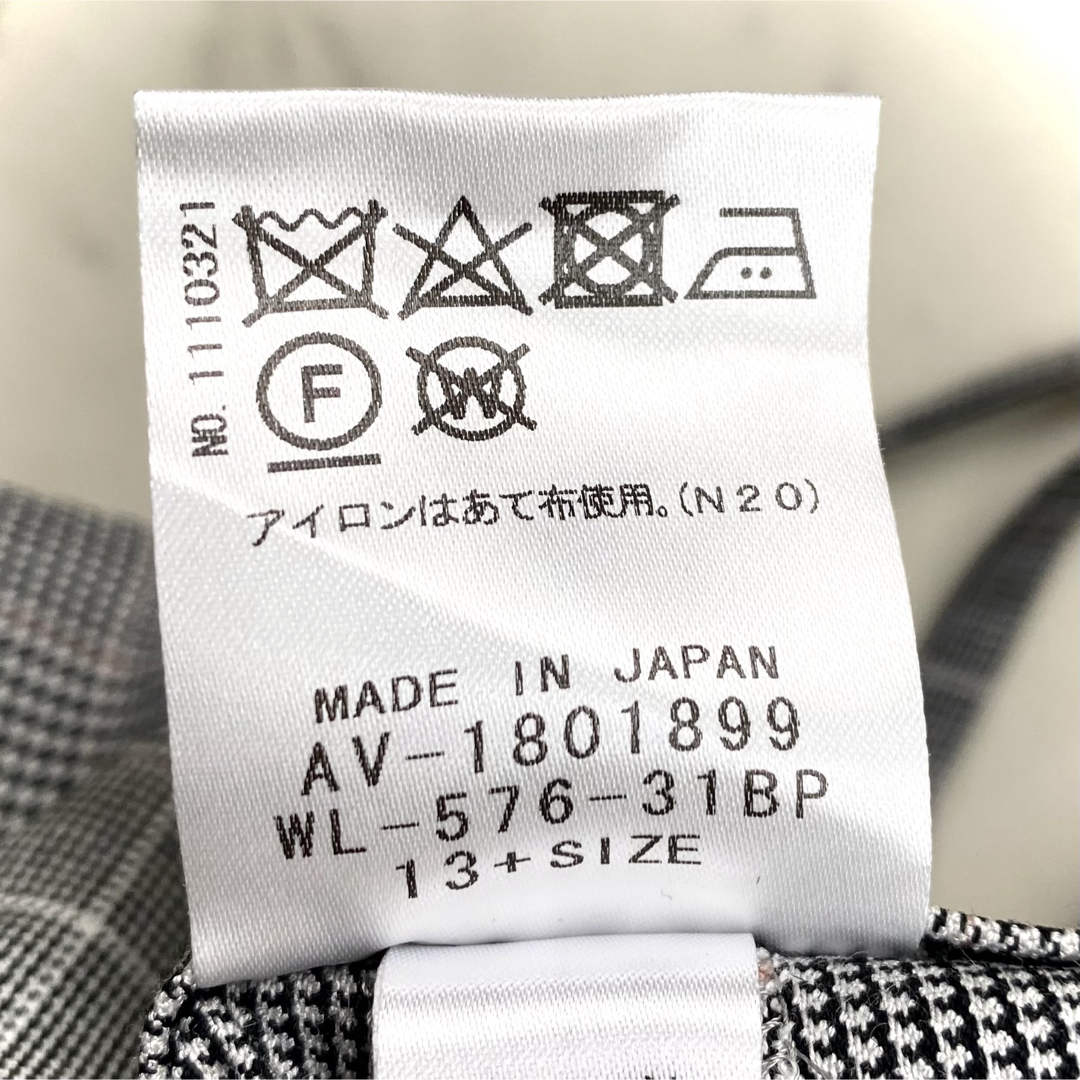 NO. 1110321
F
W
アイロンはあて布使用。(N20)
MADE IN JAPAN
AV-1801899
WL-576-31BP
13+SIZE